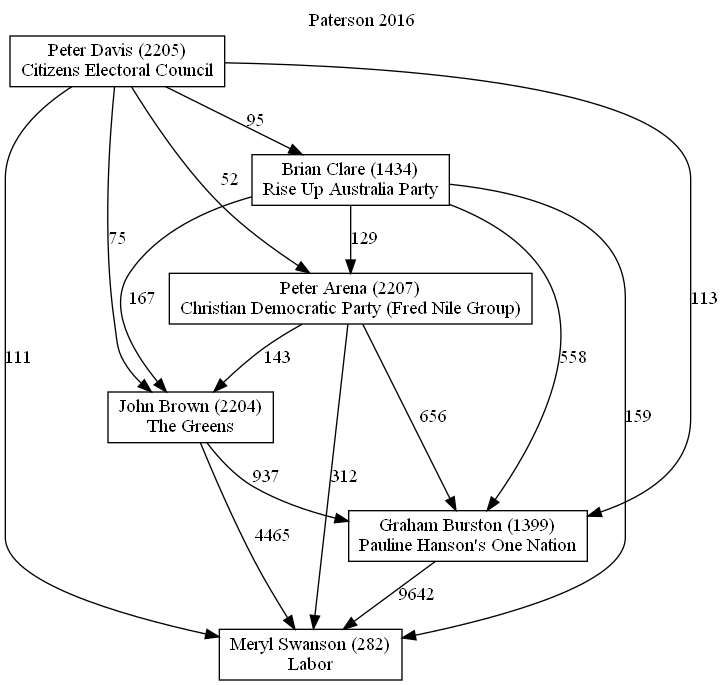 Paterson 2016
Peter Davis (2205)
Citizens Electoral Council
95
Brian Clare (1434)
Rise Up Australia Party
52
75
129
167
Peter Arena (2207)
Christian Democratic Party (Fred Nile Group)
113
143
111
558
John Brown (2204)
The Greens
656
159
937
312
Graham Burston (1399)
Pauline Hanson's One Nation
4465
9642
Meryl Swanson (282)
Labor